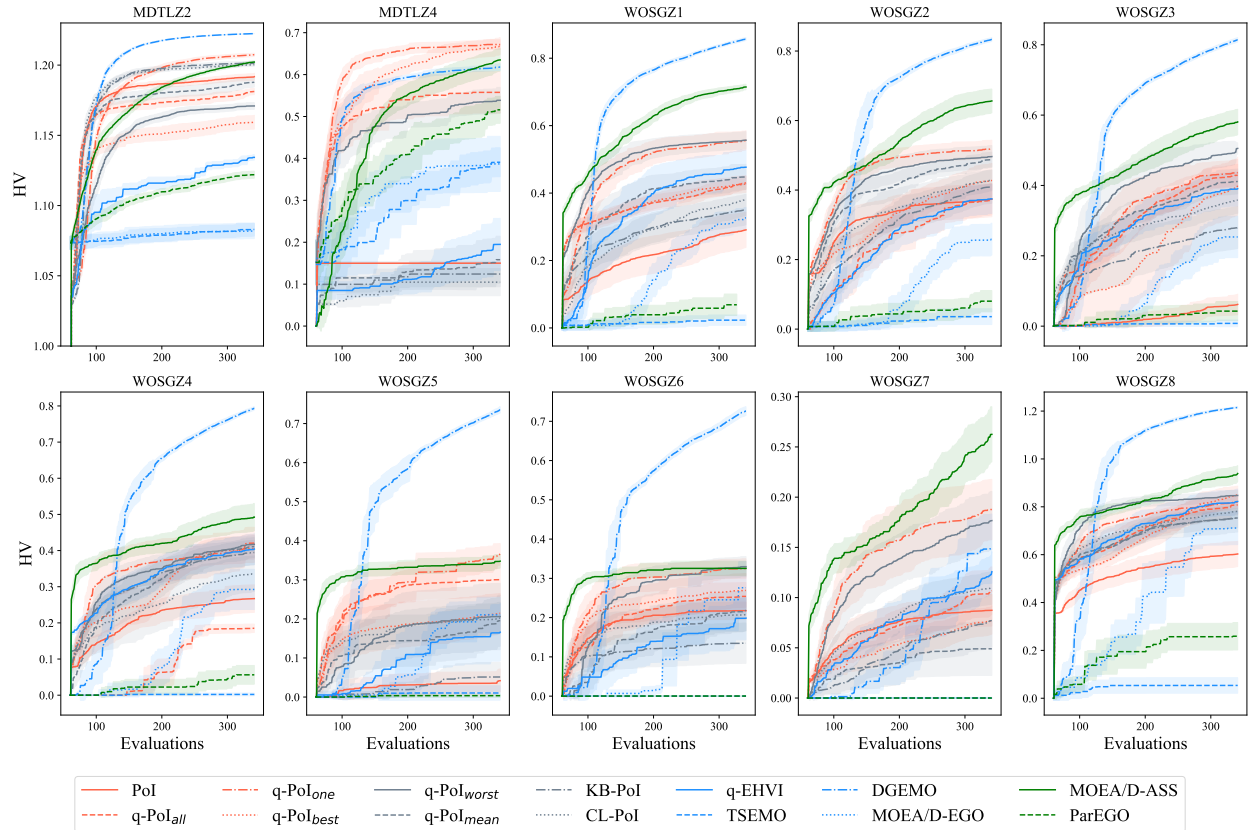 MDTLZ2 MDTLZ4 WOSGZ1 WOSGZ2 WOSGZ3
HV
1.20 1.15 1.10 1.05 1.00
0.7 0.6 0.5 0.4 0.3 0.2 0.1 0.0
0.8 0.6 0.4 0.2 0.0
0.8 0.6 0.4 0.2 0.0
0.8 0.6 0.4 0.2 0.0
100 200 300 100 200 300 100 200 300 100 200 300 100 200 300
WOSGZ4 WOSGZ5 WOSGZ6 WOSGZ7 WOSGZ8
HV
0.8 0.7 0.6 0.5 0.4 0.3 0.2 0.1 0.0
0.7 0.6 0.5 0.4 0.3 0.2 0.1 0.0
0.7 0.6 0.5 0.4 0.3 0.2 0.1 0.0
0.30 0.25 0.20 0.15 0.10 0.05 0.00
1.2 1.0 0.8 0.6 0.4 0.2 0.0
100 200 300 100 200 300 100 200 300 100 200 300 100 200 300
Evaluations Evaluations Evaluations Evaluations Evaluations
PoI q-PoI_one q-PoI_worst KB-PoI q-EHVI DGEMO MOEA/D-ASS
q-PoI_all q-PoI_best q-PoI_mean CL-PoI TSEMO MOEA/D-EGO ParEGO